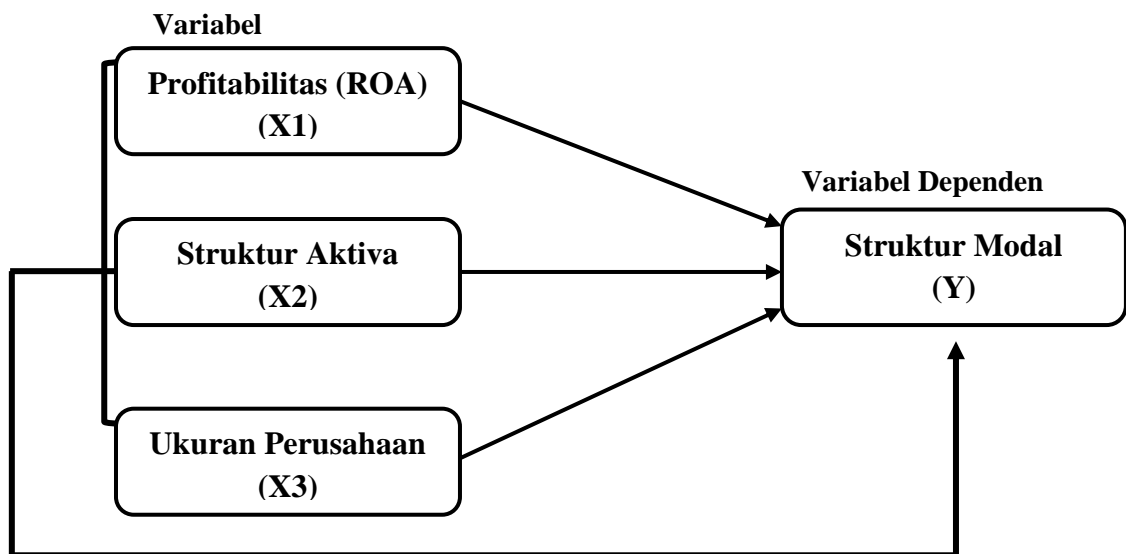 Variabel
Profitabilitas (ROA)
(X1)
Variabel Dependen
Struktur Aktiva
(X2)
Struktur Modal
(Y)
Ukuran Perusahaan
(X3)